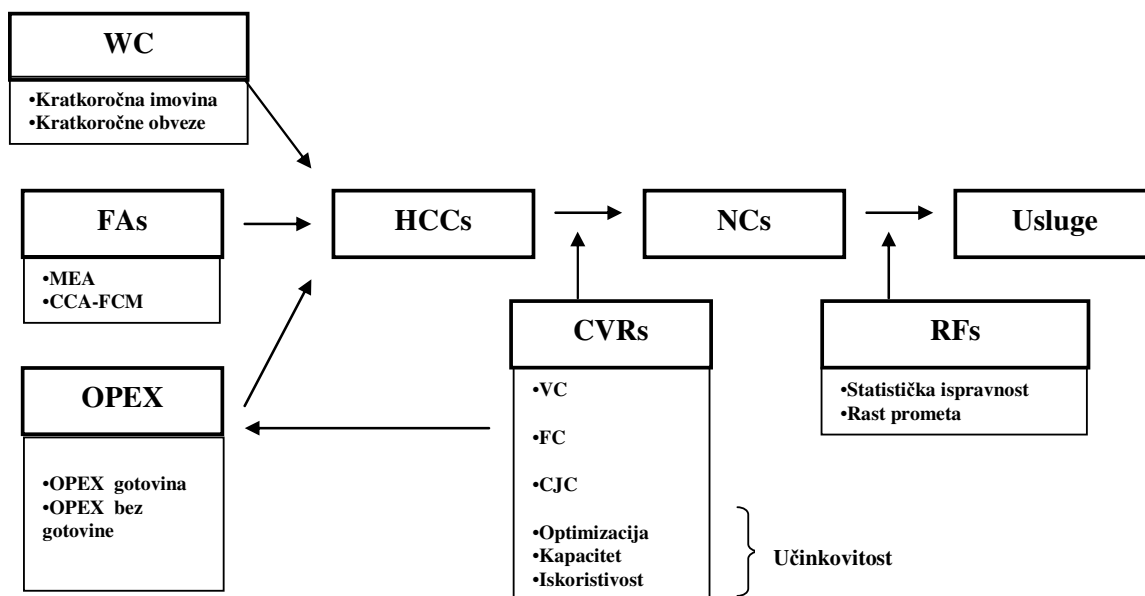 WC
•Kratkoročna imovina
•Kratkoročne obveze
FAs
•MEA
•CCA-FCM
OPEX
•OPEX gotovina
•OPEX bez
gotovine
HCCs
NCs
Usluge
CVRs
•VC
•FC
•CJC
•Optimizacija
•Kapacitet
•Iskoristivost
Učinkovitost
RFs
•Statistička ispravnost
•Rast prometa